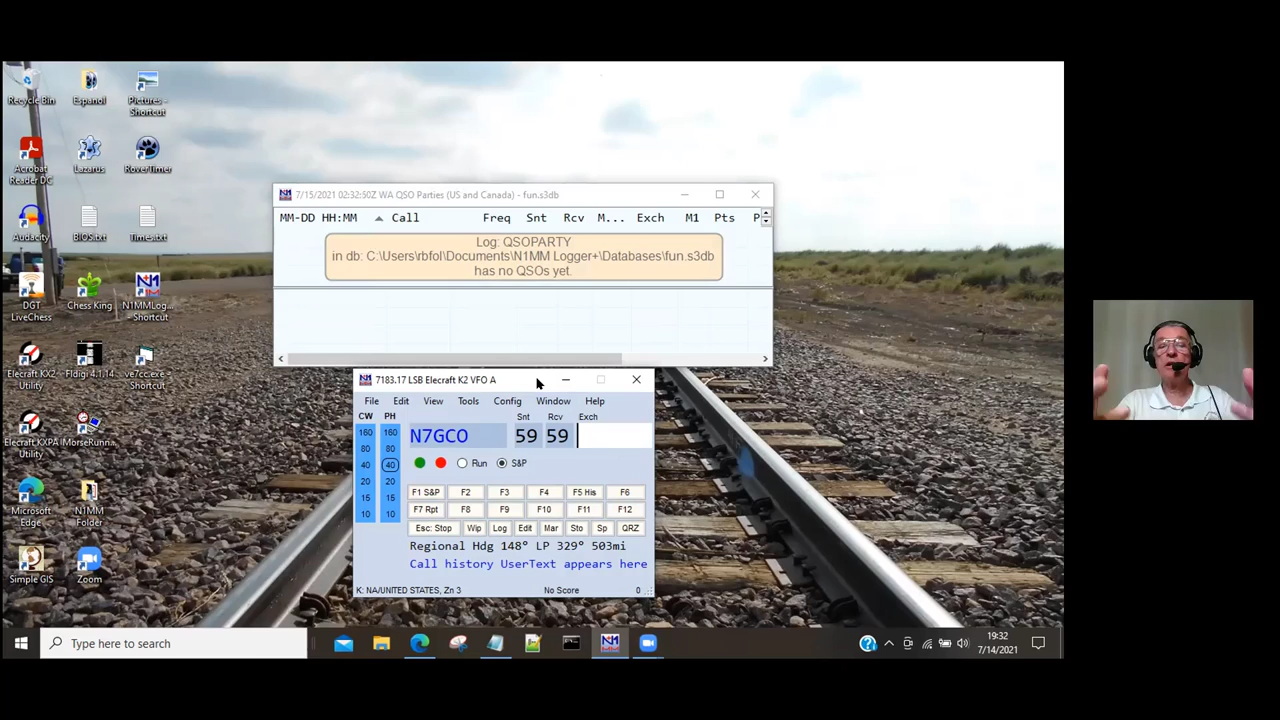 Recycle Bin
Espanol
Pictures - Shortcut
Acrobat Reader DC
Lazarus
RoverTimer
Audacity
BIOS.txt
Times.txt
DGT LiveChess
Chess King
N1MMLog... - Shortcut
Elecraft KX2 Utility
Fldigi 4.1.14
ve7cc.exe - Shortcut
Elecraft KXPA Utility
MorseRunn...
Microsoft Edge
N1MM Folder
Simple GIS
Zoom
7/15/2021 02:32:50Z WA QSO Parties (US and Canada) - fun.s3db
MM-DD HH:MM Call Freq Snt Rcv M... Exch M1 Pts P
Log: QSOPARTY
in db: C:\Users\rbfol\Documents\N1MM Logger+\Databases\fun.s3db
has no QSOs yet.
7183.17 LSB Elecraft K2 VFO A
File Edit View Tools Config Window Help
CW PH Snt Rcv Exch
160 160 N7GCO 59 59
80 80
40 40 Run S&P
20 20 F1 S&P F2 F3 F4 F5 His F6
15 15 F7 Rpt F8 F9 F10 F11 F12
10 10 Esc: Stop Wip Log Edit Mar Sto Sp QRZ
Regional Hdg 148° LP 329° 503mi
Call history UserText appears here
K: NA/UNITED STATES, Zn 3 No Score 0
Type here to search
19:32
7/14/2021